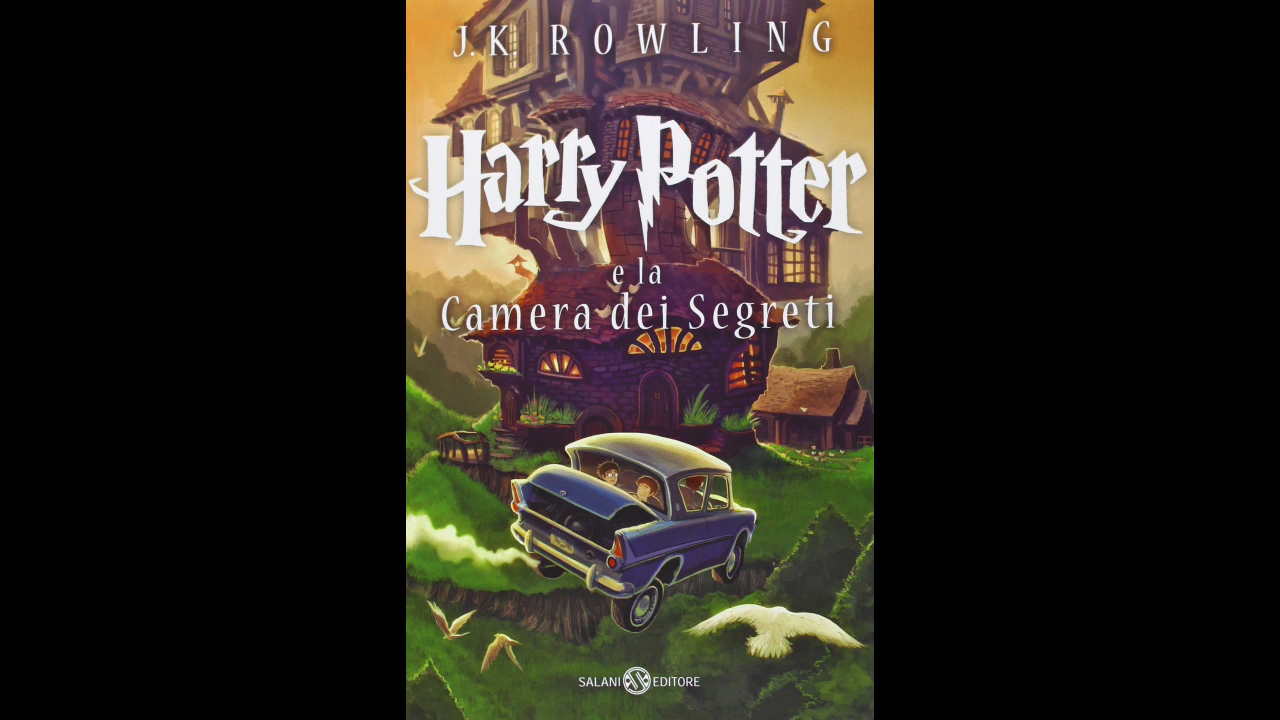 J.K. ROWLING
Harry Potter
e la
Camera dei Segreti
SALANI EDITORE